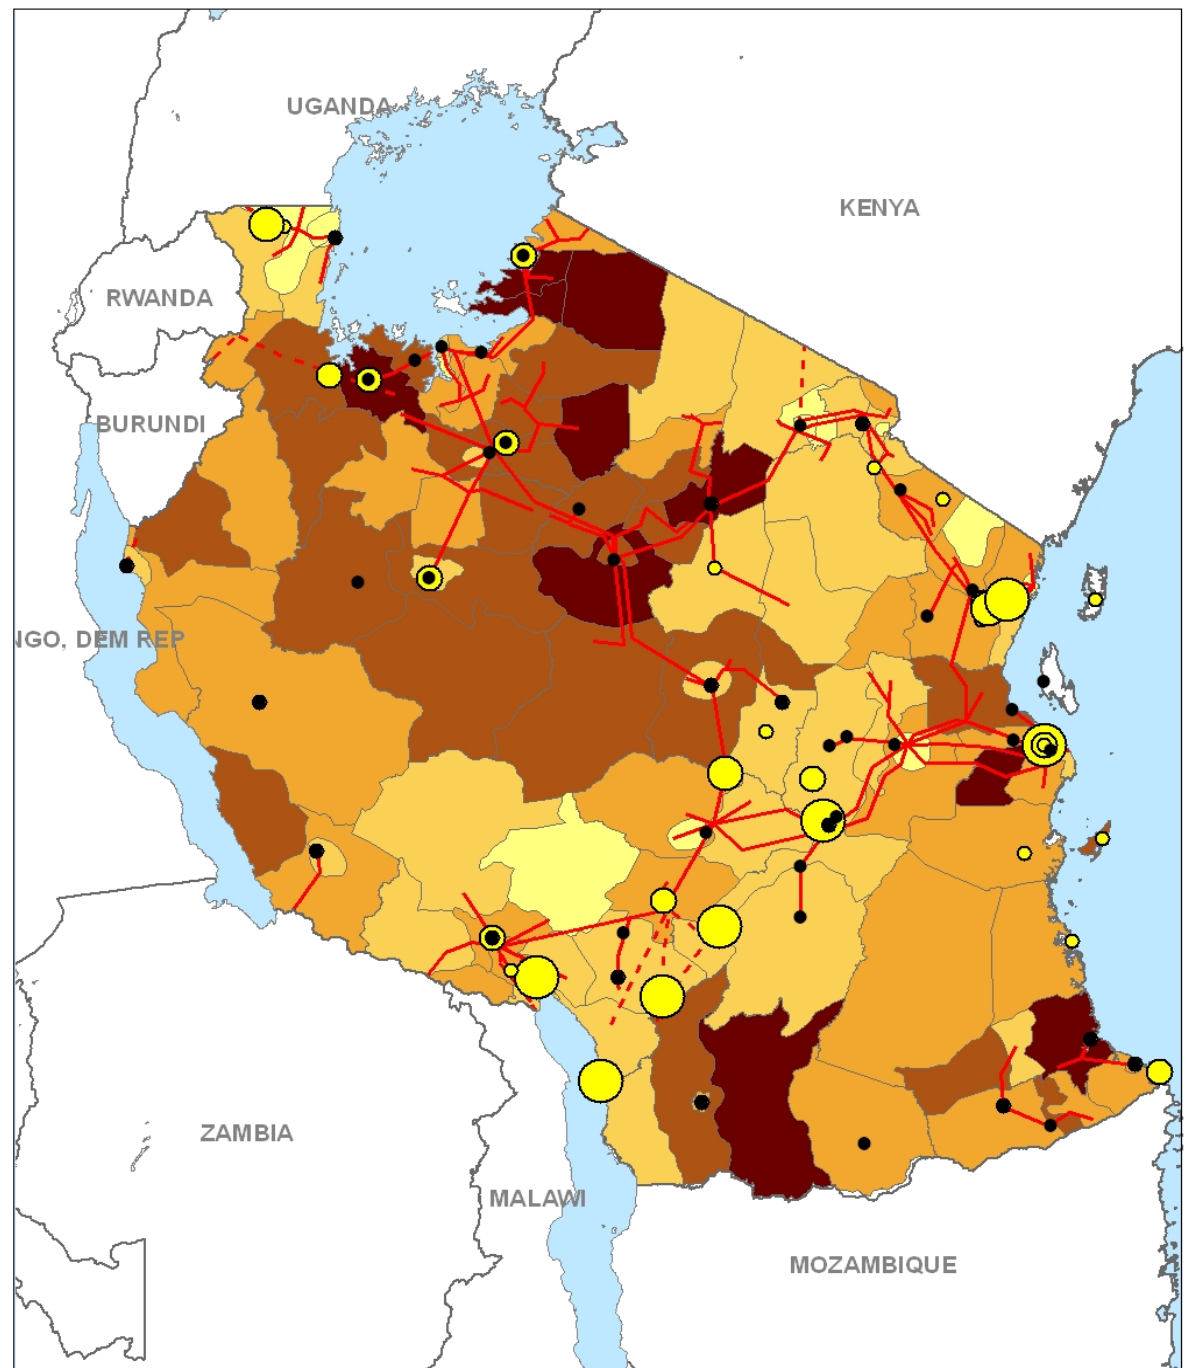 UGANDA
KENYA
RWANDA
BURUNDI
NGO, DEM REP
ZAMBIA
MALAWI
MOZAMBIQUE